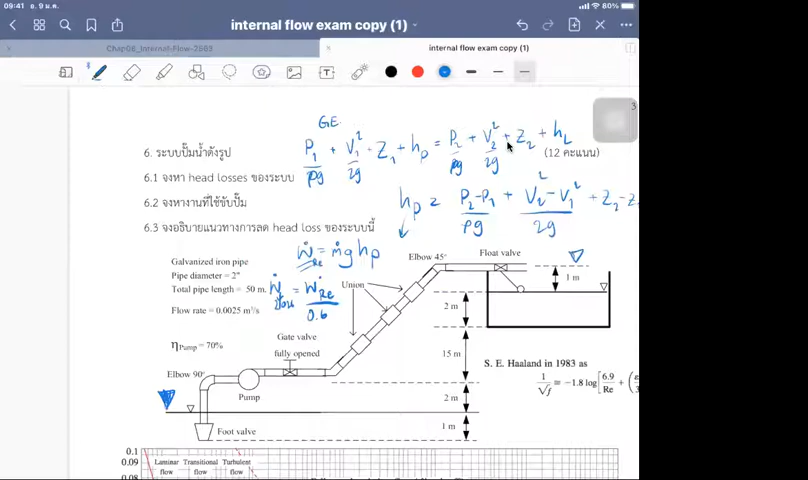 09:41 อ. 9 ม.ค.
80%
internal flow exam copy (1)
Chap08_Internal-Flow-2563
internal flow exam copy (1)
3
G.E.
P₁/ρg + V₁²/2g + Z₁ + hp = P₂/ρg + V₂²/2g + Z₂ + hL
6. ระบบปั๊มน้ำดังรูป
(12 คะแนน)
6.1 จงหา head losses ของระบบ
6.2 จงหางานที่ใช้ขับปั๊ม
hp = P₂-P₁/ρg + V₂²-V₁²/2g + Z₂-Z
6.3 จงอธิบายแนวทางการลด head loss ของระบบนี้
Ẇ Re = ṁghp
Galvanized iron pipe
Pipe diameter = 2"
Total pipe length = 50 m.
Flow rate = 0.0025 m³/s
ηPump = 70%
= ẆRe/0.6
Elbow 45°
Float valve
1 m
Union
2 m
Gate valve
fully opened
15 m
S. E. Haaland in 1983 as
1/√f = -1.8 log[6.9/Re + (
Elbow 90°
Pump
2 m
1 m
Foot valve
0.1
0.09
0.08
Laminar flow
Transitional flow
Turbulent flow